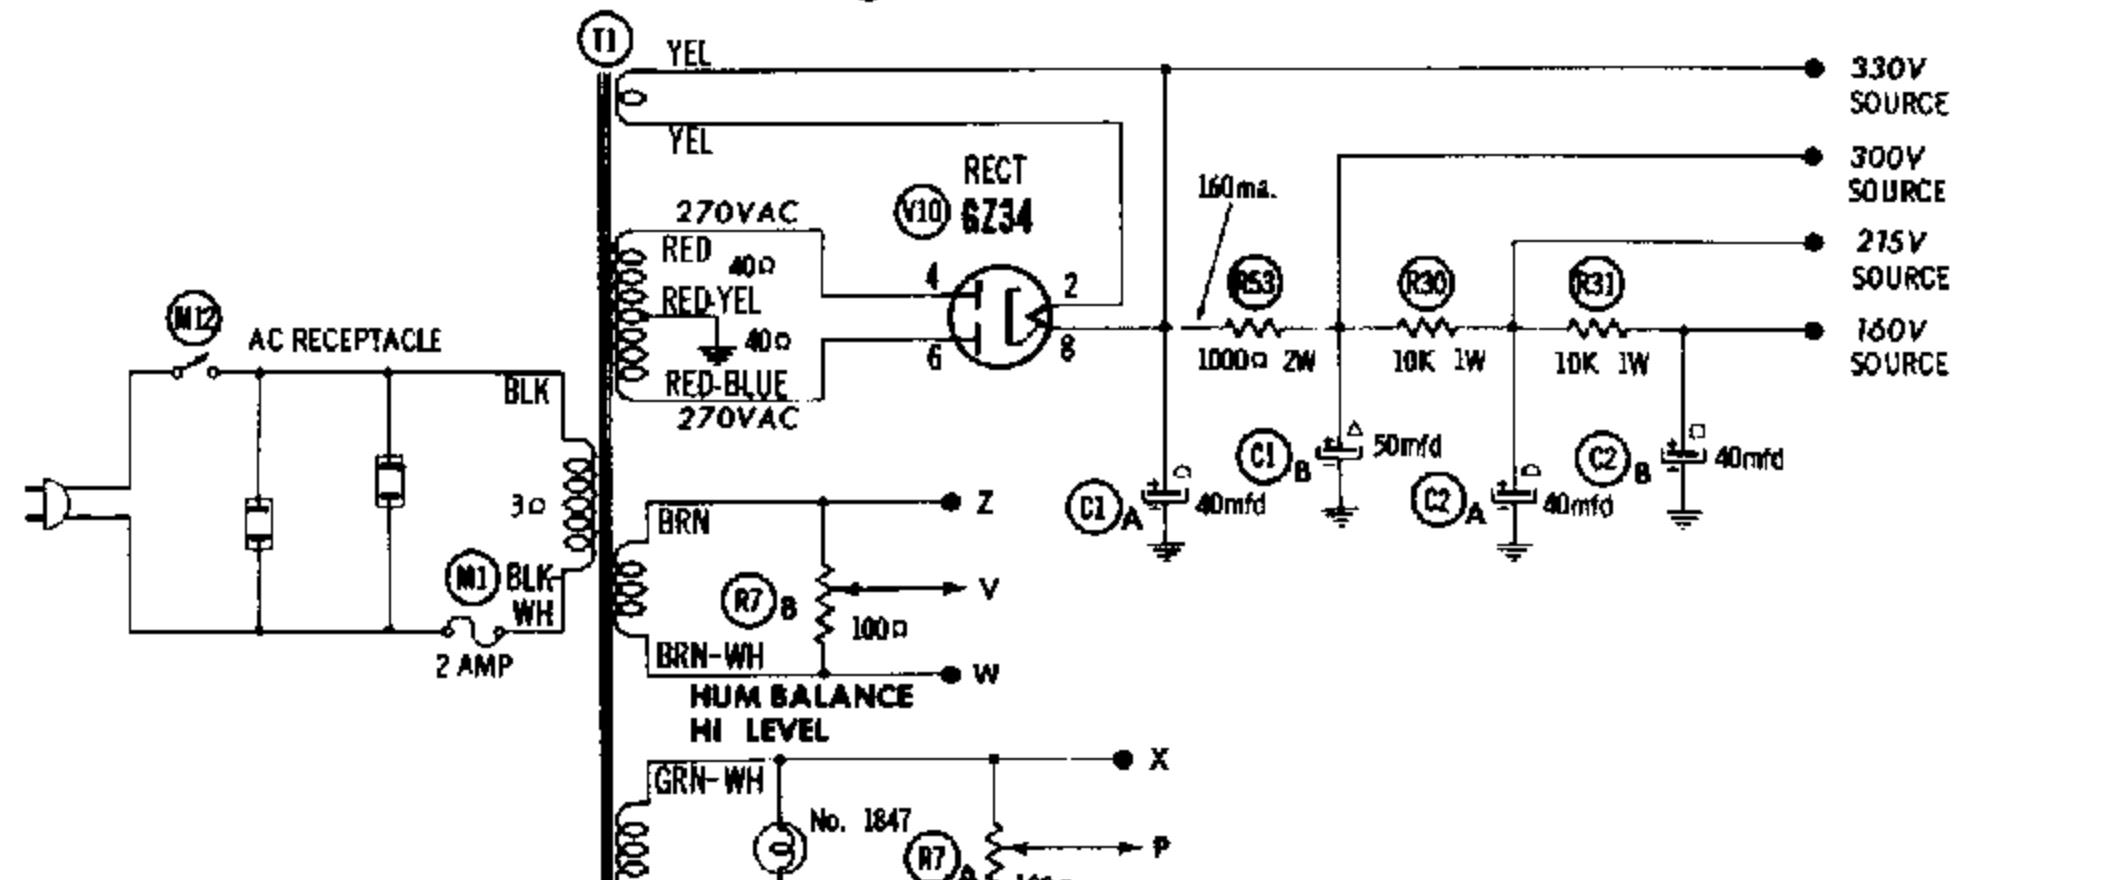 T1
YEL
330V
SOURCE
YEL
RECT
V10 GZ34
300V
SOURCE
160ma.
270VAC
RED
40Ω
RED-YEL
40Ω
RED-BLUE
270VAC
4
2
6
8
R53
1000Ω 2W
R30
10K 1W
R31
10K 1W
215V
SOURCE
160V
SOURCE
M12
AC RECEPTACLE
BLK
3Ω
M1 BLK-
WH
2 AMP
C1 A
40mfd
C1 B
50mfd
C2 A
40mfd
C2 B
40mfd
BRN
Z
R7 B
V
100Ω
BRN-WH
W
HUM BALANCE
HI LEVEL
GRN-WH
X
No. 1847
R7 A
P